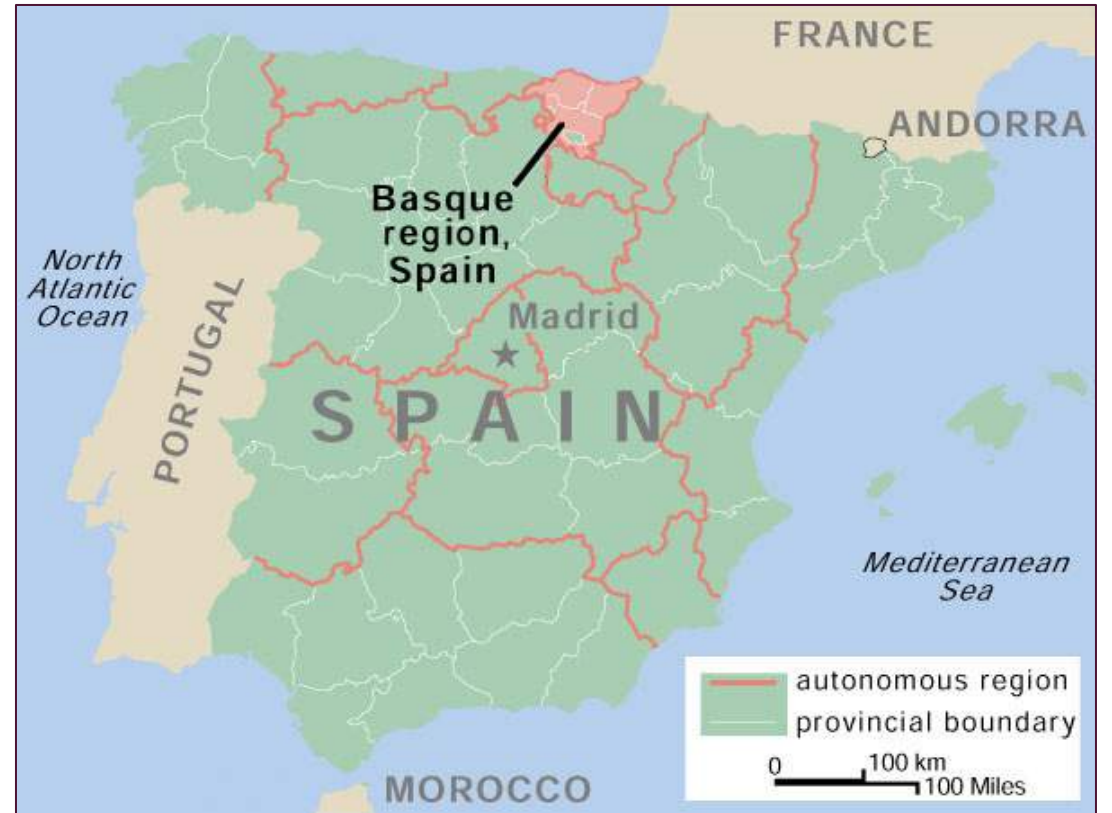 FRANCE
ANDORRA
Basque
region,
Spain
North
Atlantic
Ocean
PORTUGAL
Madrid
SPAIN
Mediterranean
Sea
autonomous region
provincial boundary
0 100 km
100 Miles
MOROCCO